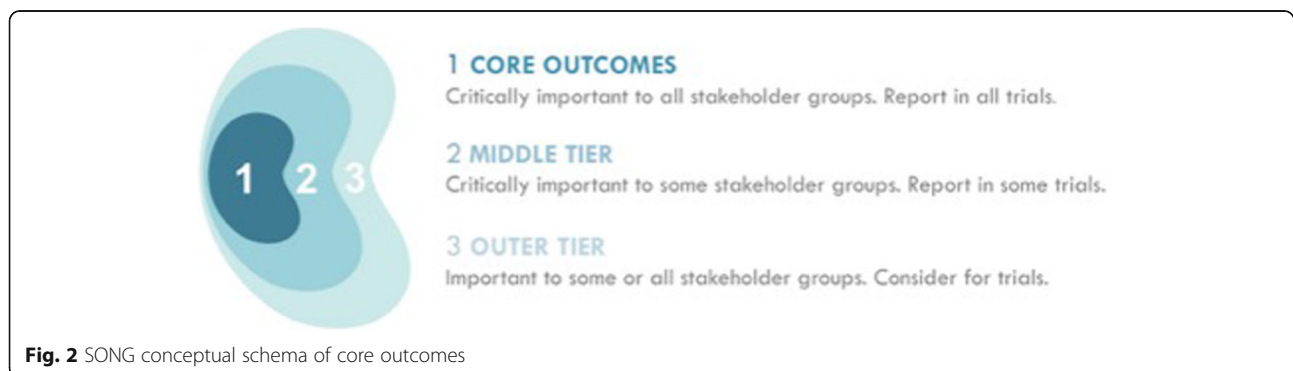 1 CORE OUTCOMES
Critically important to all stakeholder groups. Report in all trials.
1 2 3
2 MIDDLE TIER
Critically important to some stakeholder groups. Report in some trials.
3 OUTER TIER
Important to some or all stakeholder groups. Consider for trials.
Fig. 2 SONG conceptual schema of core outcomes